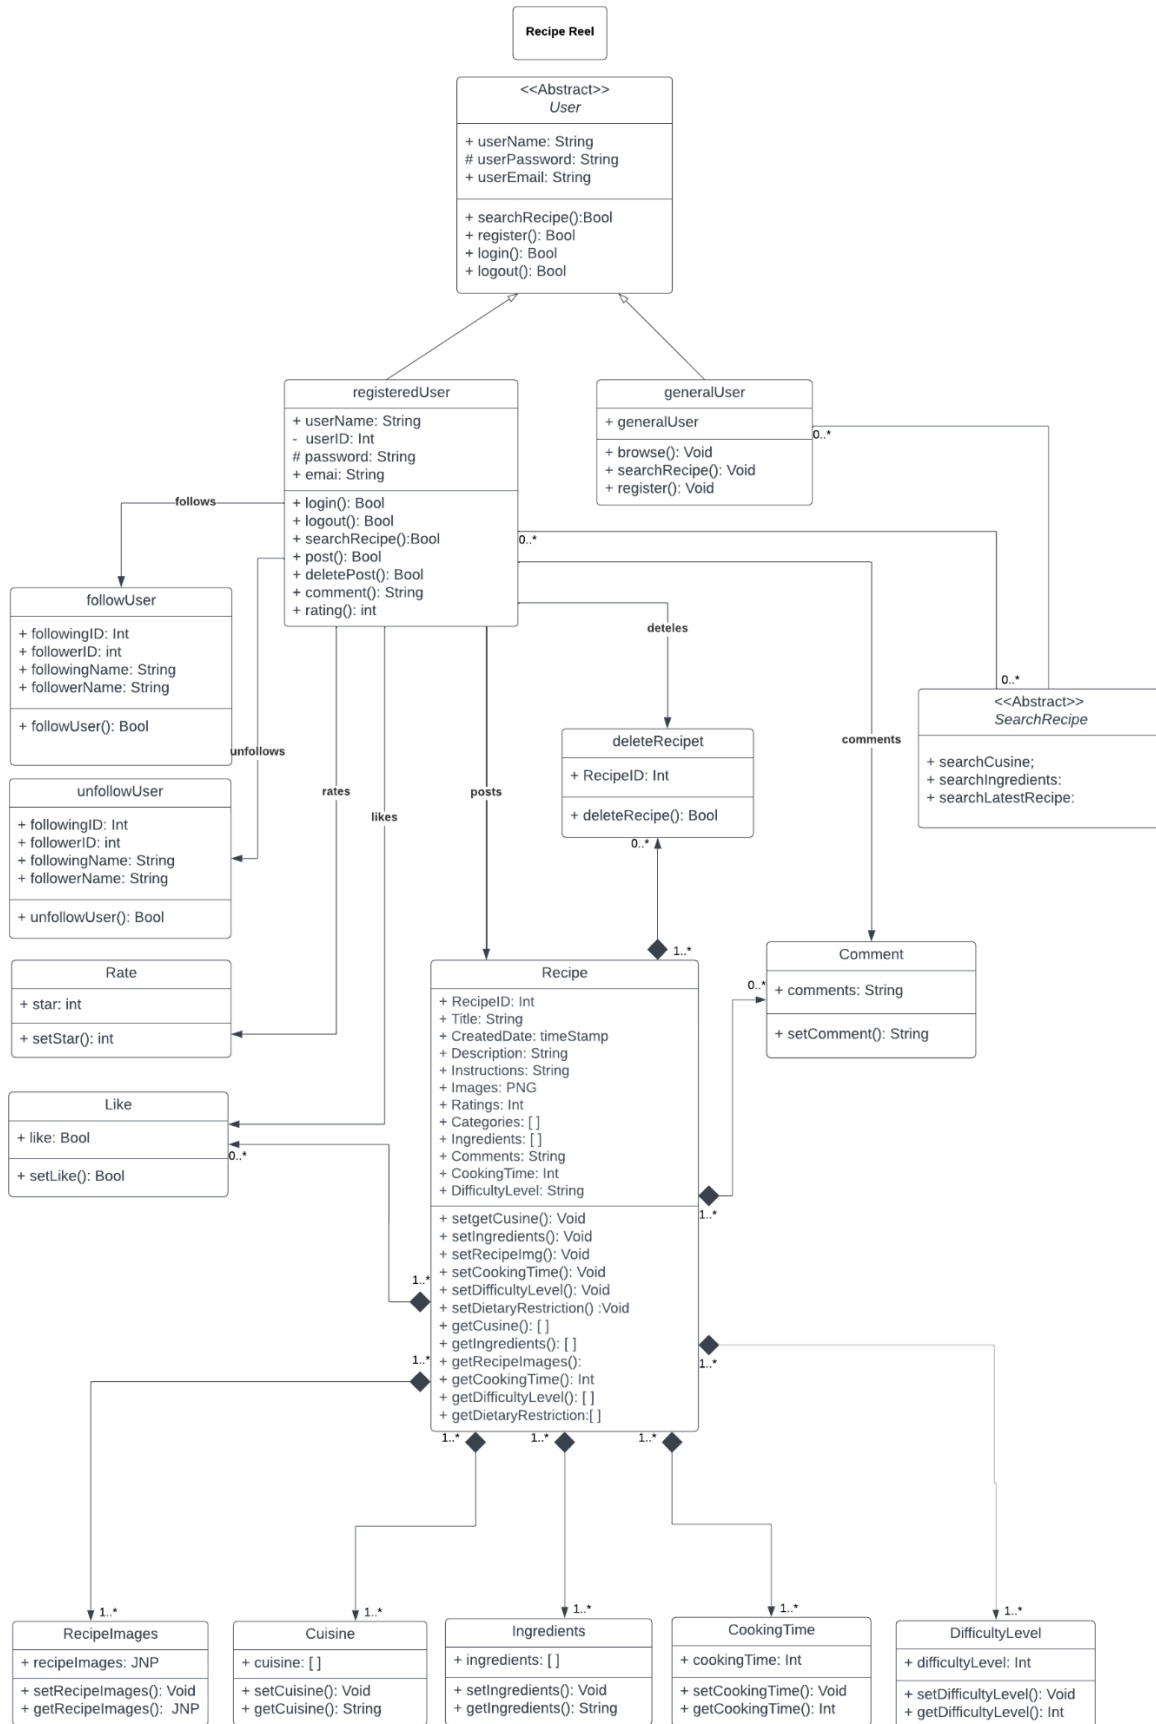 Recipe Reel
<<Abstract>>
User
+ userName: String
# userPassword: String
+ userEmail: String
+ searchRecipe():Bool
+ register(): Bool
+ login(): Bool
+ logout(): Bool
registeredUser
+ userName: String
- userID: Int
# password: String
+ emai: String
+ login(): Bool
+ logout(): Bool
+ searchRecipe():Bool
+ post(): Bool
+ deletePost(): Bool
+ comment(): String
+ rating(): int
generalUser
+ generalUser
+ browse(): Void
+ searchRecipe(): Void
+ register(): Void
0..*
follows
0..*
followUser
+ followingID: Int
+ followerID: int
+ followingName: String
+ followerName: String
+ followUser(): Bool
unfollows
deteles
0..*
<<Abstract>>
SearchRecipe
+ searchCusine;
+ searchIngredients:
+ searchLatestRecipe:
deleteRecipet
+ RecipeID: Int
+ deleteRecipe(): Bool
0..*
comments
unfollowUser
+ followingID: Int
+ followerID: int
+ followingName: String
+ followerName: String
+ unfollowUser(): Bool
rates
likes
posts
1..*
Rate
+ star: int
+ setStar(): int
Recipe
+ RecipeID: Int
+ Title: String
+ CreatedDate: timeStamp
+ Description: String
+ Instructions: String
+ Images: PNG
+ Ratings: Int
+ Categories: [ ]
+ Ingredients: [ ]
+ Comments: String
+ CookingTime: Int
+ DifficultyLevel: String
+ setgetCusine(): Void
+ setIngredients(): Void
+ setRecipeImg(): Void
+ setCookingTime(): Void
+ setDifficultyLevel(): Void
+ setDietaryRestriction() :Void
+ getCusine(): [ ]
+ getIngredients(): [ ]
+ getRecipeImages():
+ getCookingTime(): Int
+ getDifficultyLevel(): [ ]
+ getDietaryRestriction:[ ]
Comment
+ comments: String
+ setComment(): String
0..*
Like
+ like: Bool
+ setLike(): Bool
0..*
1..*
1..*
1..*
1..*
1..*
1..*
1..*
1..*
1..*
1..*
1..*
1..*
RecipeImages
+ recipeImages: JNP
+ setRecipeImages(): Void
+ getRecipeImages(): JNP
Cuisine
+ cuisine: [ ]
+ setCuisine(): Void
+ getCuisine(): String
Ingredients
+ ingredients: [ ]
+ setIngredients(): Void
+ getIngredients(): String
CookingTime
+ cookingTime: Int
+ setCookingTime(): Void
+ getCookingTime(): Int
DifficultyLevel
+ difficultyLevel: Int
+ setDifficultyLevel(): Void
+ getDifficultyLevel(): Int